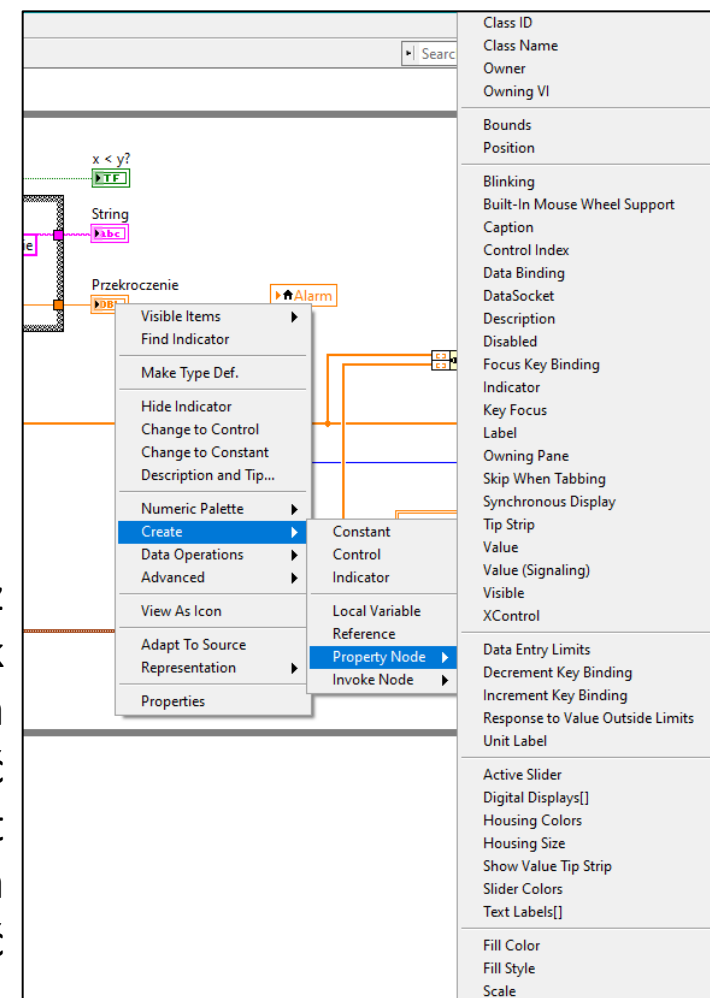 Searc
x < y?
TF
String
abc
ie
Przekroczenie
DBL
Alarm
Visible Items
Find Indicator
Make Type Def.
Hide Indicator
Change to Control
Change to Constant
Description and Tip...
Numeric Palette
Create
Data Operations
Advanced
View As Icon
Adapt To Source
Representation
Properties
Constant
Control
Indicator
Local Variable
Reference
Property Node
Invoke Node
Class ID
Class Name
Owner
Owning VI
Bounds
Position
Blinking
Built-In Mouse Wheel Support
Caption
Control Index
Data Binding
DataSocket
Description
Disabled
Focus Key Binding
Indicator
Key Focus
Label
Owning Pane
Skip When Tabbing
Synchronous Display
Tip Strip
Value
Value (Signaling)
Visible
XControl
Data Entry Limits
Decrement Key Binding
Increment Key Binding
Response to Value Outside Limits
Unit Label
Active Slider
Digital Displays[]
Housing Colors
Housing Size
Show Value Tip Strip
Slider Colors
Text Labels[]
Fill Color
Fill Style
Scale